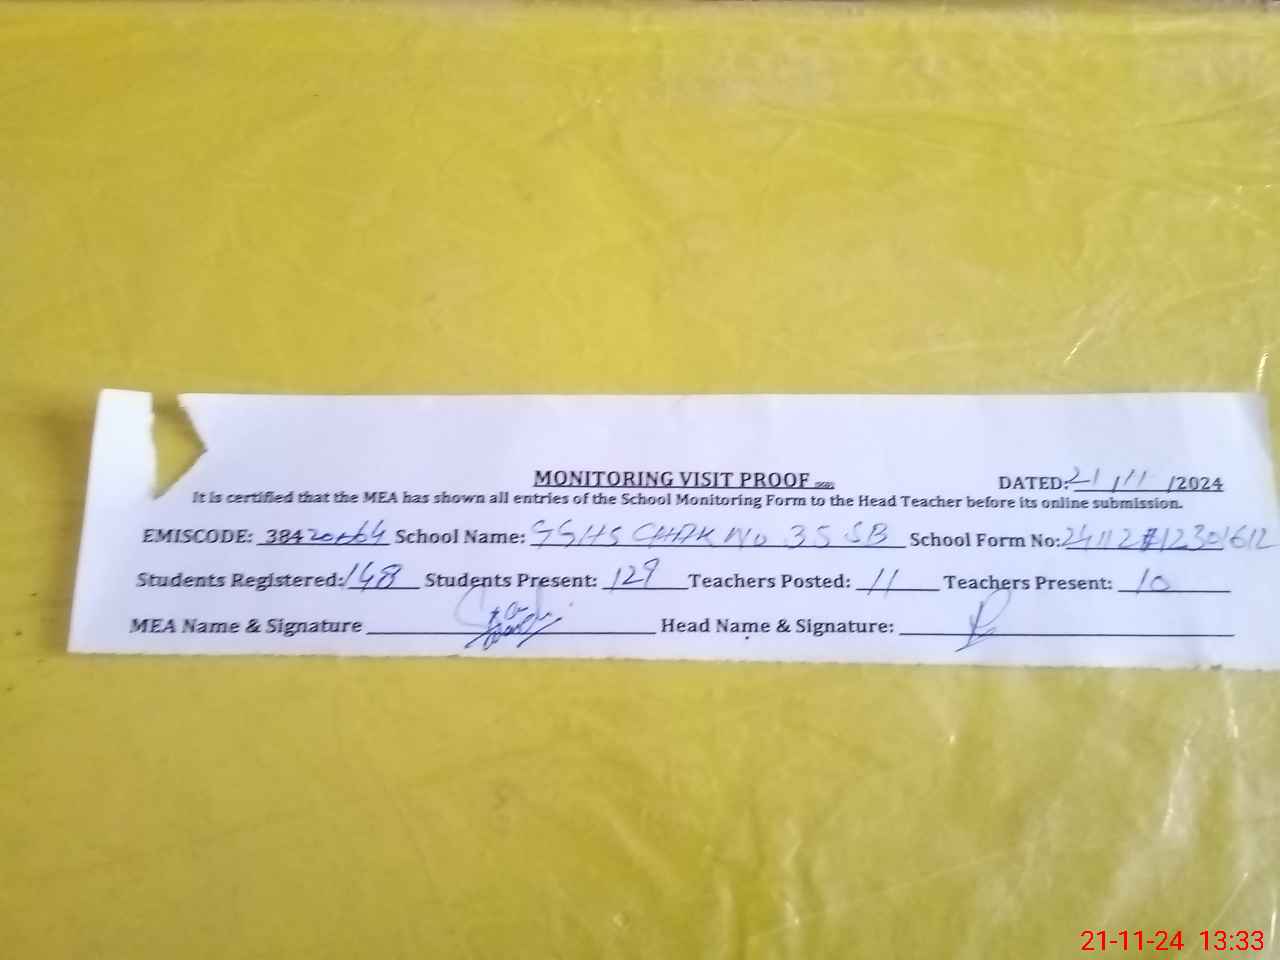 MONITORING VISIT PROOF
DATED: 21/11/2024
It is certified that the MEA has shown all entries of the School Monitoring Form to the Head Teacher before its online submission.
EMISCODE: School Name: GGHS CHAK No 35 SB School Form No:
Students Registered: 148 Students Present: 129 Teachers Posted: 11 Teachers Present: 10
MEA Name & Signature Head Name & Signature:
21-11-24 13:33